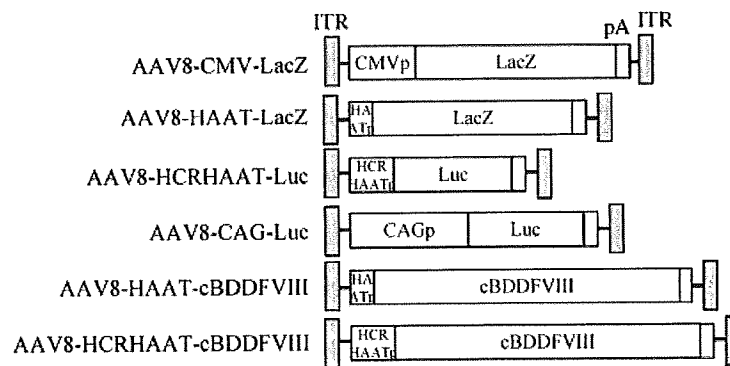 ITR
pA
ITR
AAV8-CMV-LacZ
CMVp
LacZ
AAV8-HAAT-LacZ
HA
ATp
LacZ
AAV8-HCRHAAT-Luc
HCR
HAATp
Luc
AAV8-CAG-Luc
CAGp
Luc
AAV8-HAAT-cBDDFVIII
HA
ATp
cBDDFVIII
AAV8-HCRHAAT-cBDDFVIII
HCR
HAATp
cBDDFVIII